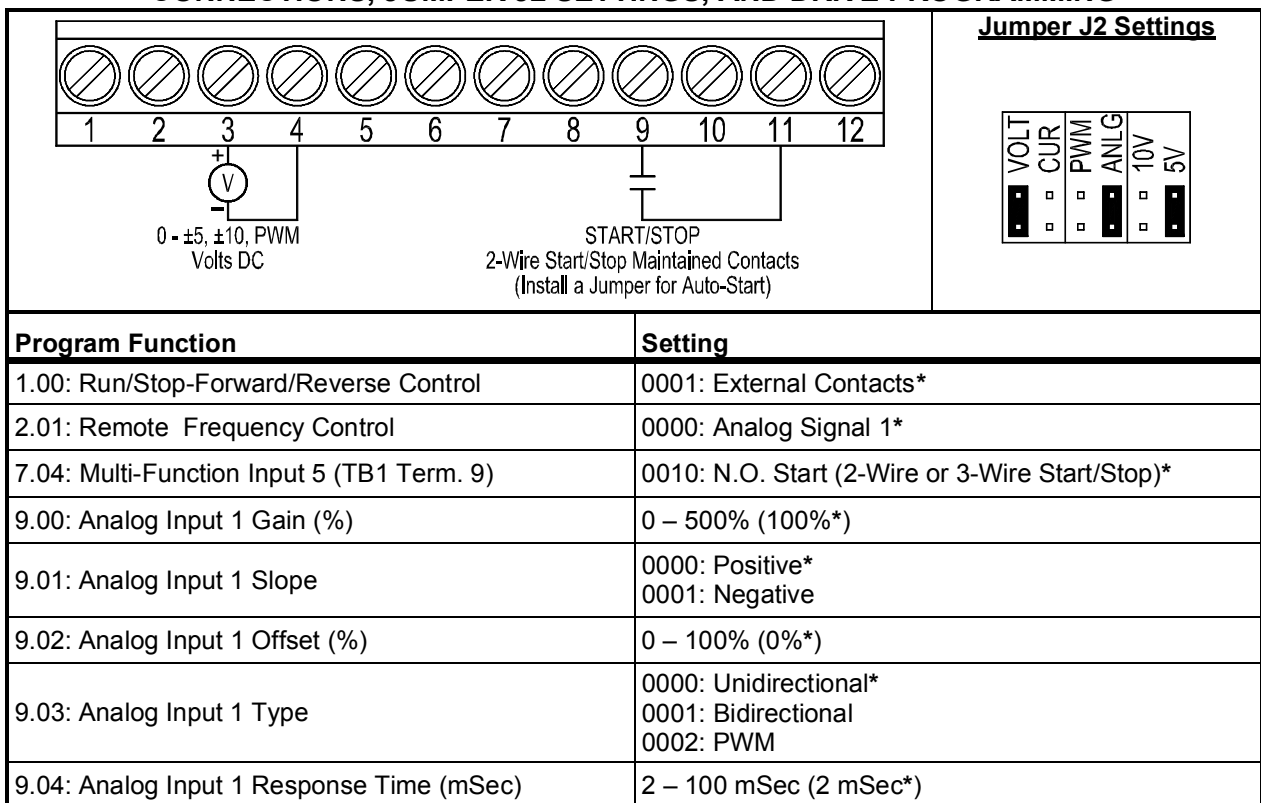 Jumper J2 Settings
1 2 3 4 5 6 7 8 9 10 11 12
+
V
–
0 - ±5, ±10, PWM
Volts DC
START/STOP
2-Wire Start/Stop Maintained Contacts
(Install a Jumper for Auto-Start)
VOLT
CUR
PWM
ANLG
10V
5V
Program Function Setting
1.00: Run/Stop-Forward/Reverse Control 0001: External Contacts*
2.01: Remote Frequency Control 0000: Analog Signal 1*
7.04: Multi-Function Input 5 (TB1 Term. 9) 0010: N.O. Start (2-Wire or 3-Wire Start/Stop)*
9.00: Analog Input 1 Gain (%) 0 – 500% (100%*)
9.01: Analog Input 1 Slope
0000: Positive*
0001: Negative
9.02: Analog Input 1 Offset (%) 0 – 100% (0%*)
9.03: Analog Input 1 Type
0000: Unidirectional*
0001: Bidirectional
0002: PWM
9.04: Analog Input 1 Response Time (mSec) 2 – 100 mSec (2 mSec*)